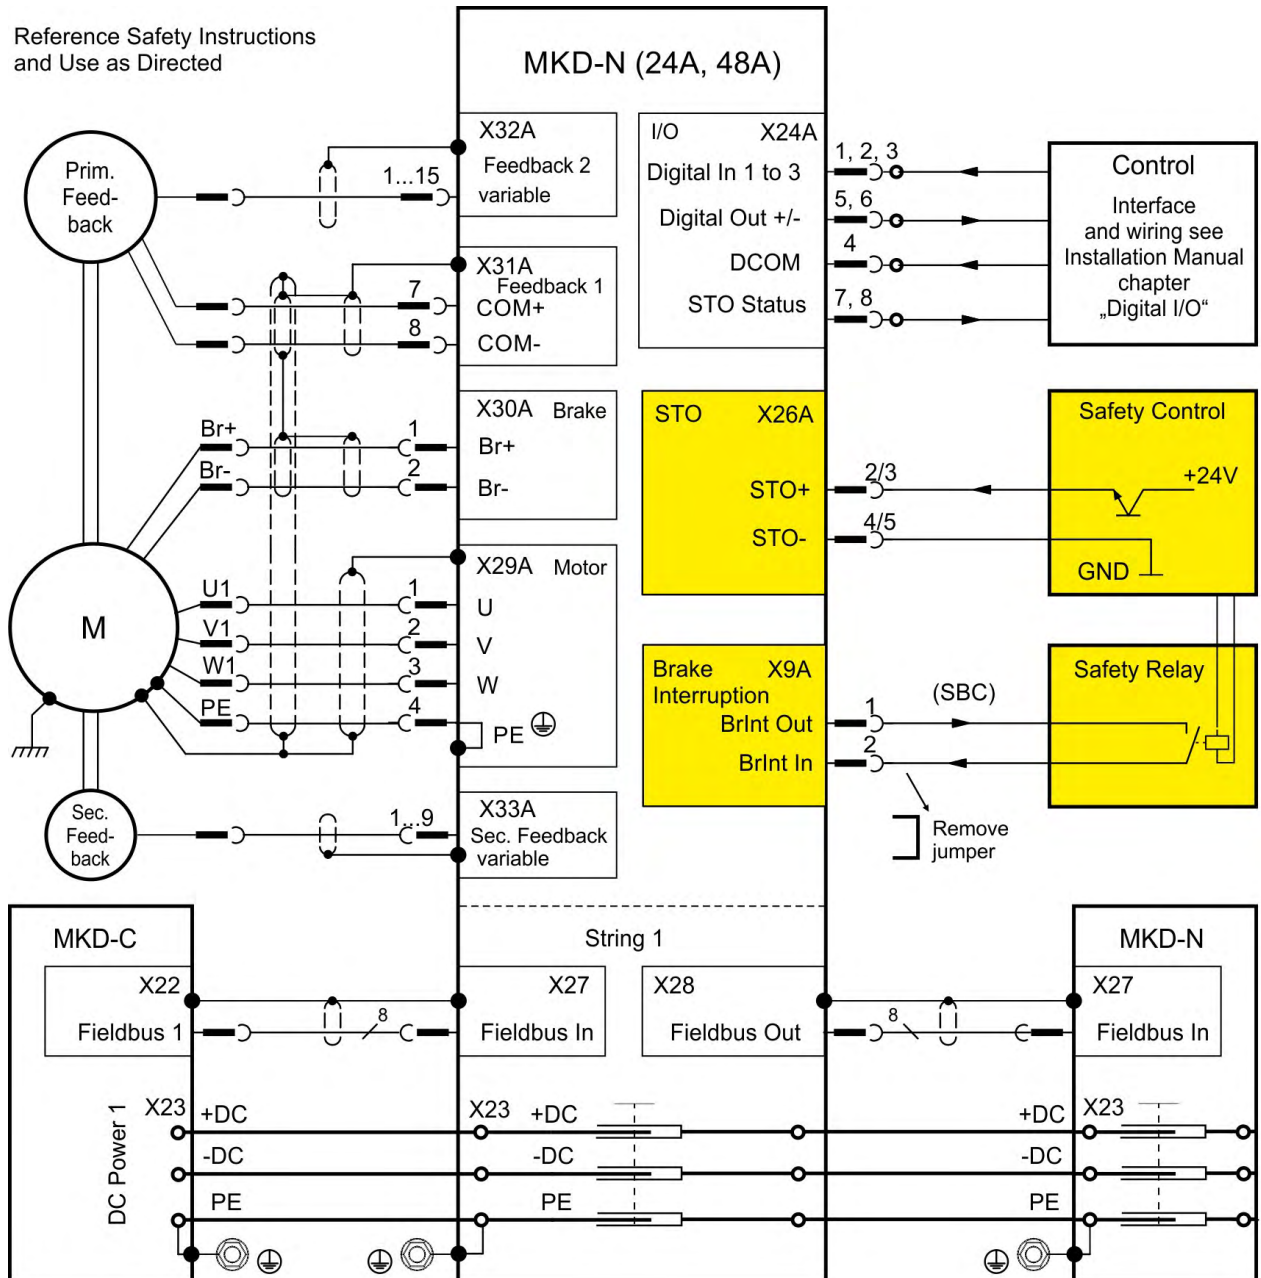 Reference Safety Instructions
and Use as Directed
MKD-N (24A, 48A)
Prim.
Feed-
back
1...15
X32A
Feedback 2
variable
7
8
X31A
Feedback 1
COM+
COM-
Br+
Br-
1
2
X30A Brake
Br+
Br-
M
U1
V1
W1
PE
1
2
3
4
X29A Motor
U
V
W
PE
Sec.
Feed-
back
1...9
X33A
Sec. Feedback
variable
I/O X24A
Digital In 1 to 3
Digital Out +/-
DCOM
STO Status
1, 2, 3
5, 6
4
7, 8
Control
Interface
and wiring see
Installation Manual
chapter
„Digital I/O“
STO X26A
STO+
STO-
2/3
4/5
Safety Control
+24V
GND
Brake X9A
Interruption
BrInt Out
BrInt In
1
2
(SBC)
Safety Relay
Remove
jumper
MKD-C
String 1
MKD-N
X22
Fieldbus 1
8
X27
Fieldbus In
X28
Fieldbus Out
8
X27
Fieldbus In
DC Power 1
X23 +DC
-DC
PE
X23 +DC
-DC
PE
+DC X23
-DC
PE